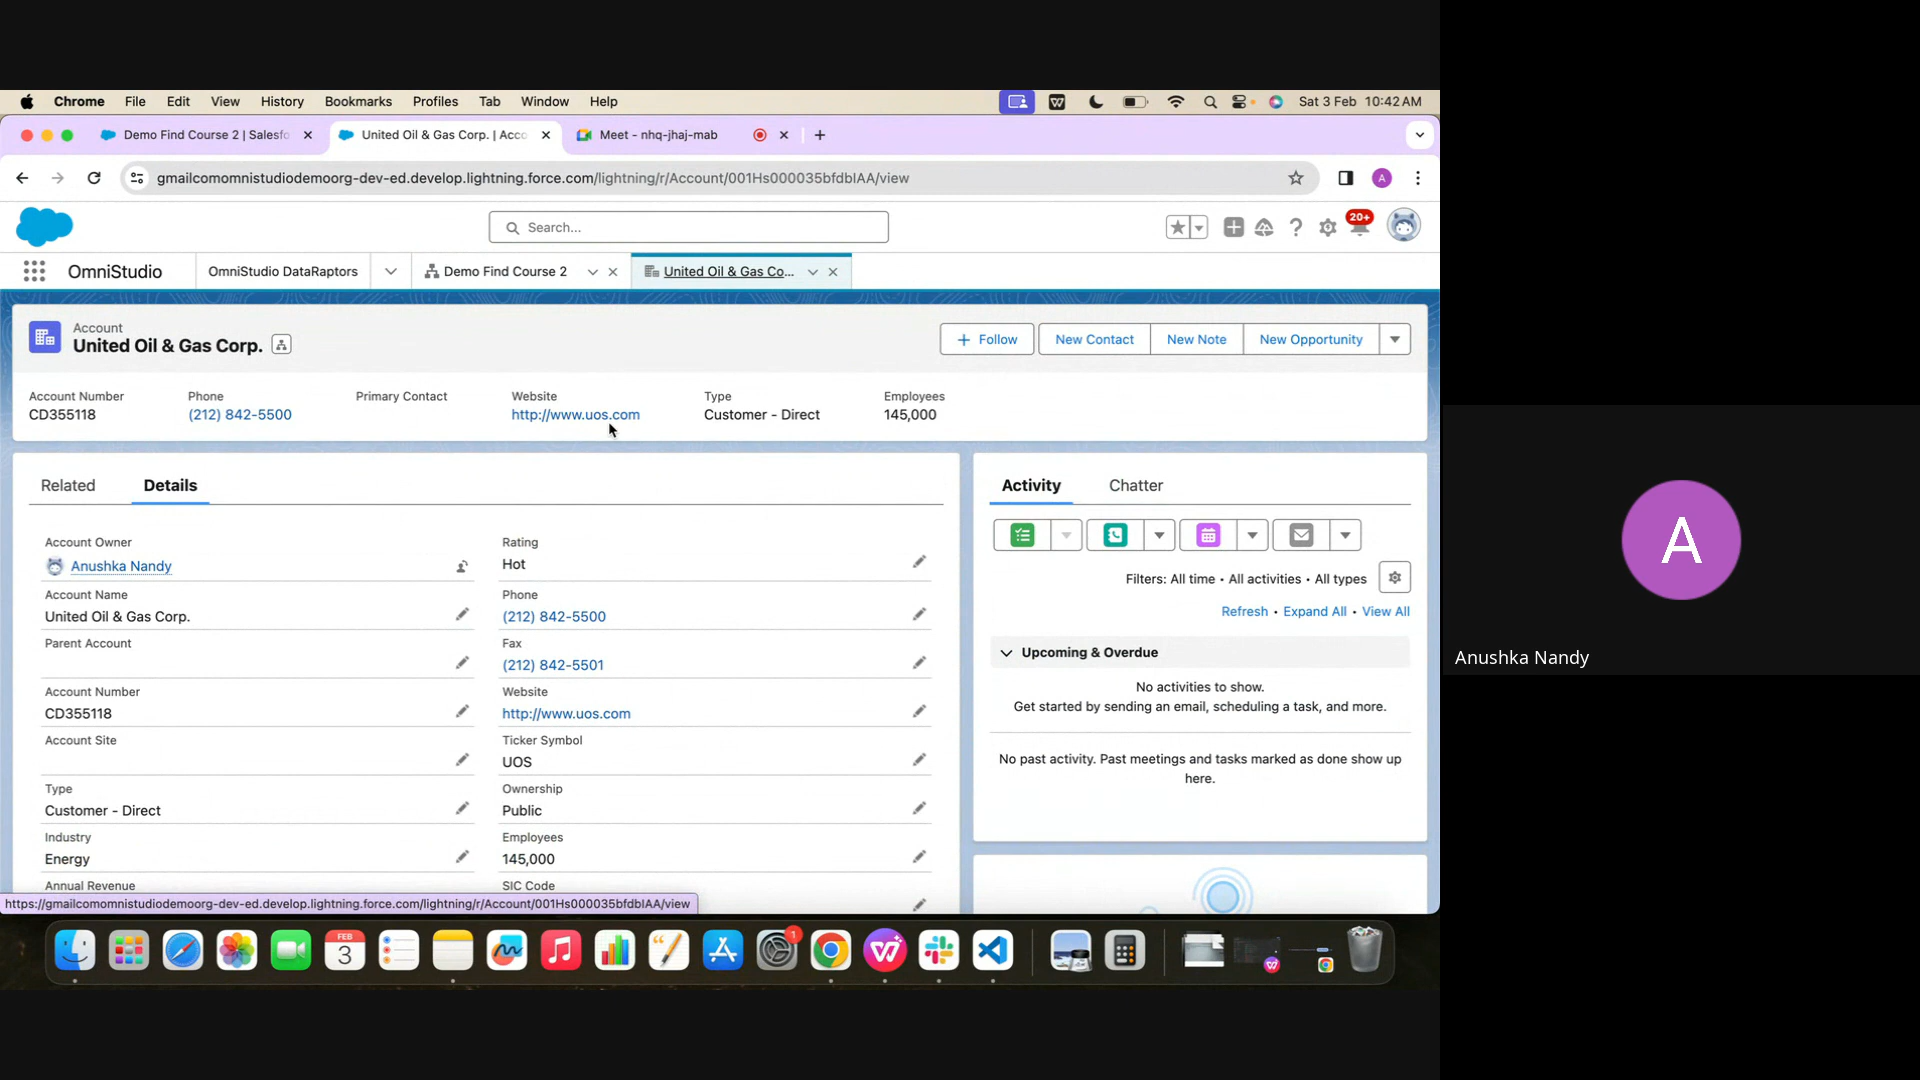 Chrome File Edit View History Bookmarks Profiles Tab Window Help Sat 3 Feb 10:42 AM
Demo Find Course 2 | Salesfo United Oil & Gas Corp. | Acco Meet - nhq-jhaj-mab
gmailcomomnistudiodemoorg-dev-ed.develop.lightning.force.com/lightning/r/Account/001Hs000035bfdbIAA/view A
Search... 20+
OmniStudio OmniStudio DataRaptors Demo Find Course 2 United Oil & Gas Co...
Account
United Oil & Gas Corp.
Follow New Contact New Note New Opportunity
Account Number Phone Primary Contact Website Type Employees
CD355118 (212) 842-5500 http://www.uos.com Customer - Direct 145,000
Related Details
Account Owner
Anushka Nandy
Rating
Hot
Account Name
United Oil & Gas Corp.
Phone
(212) 842-5500
Parent Account
Fax
(212) 842-5501
Account Number
CD355118
Website
http://www.uos.com
Account Site
Ticker Symbol
UOS
Type
Customer - Direct
Ownership
Public
Industry
Energy
Employees
145,000
Annual Revenue
SIC Code
Activity Chatter
Filters: All time • All activities • All types
Refresh • Expand All • View All
Upcoming & Overdue
No activities to show.
Get started by sending an email, scheduling a task, and more.
No past activity. Past meetings and tasks marked as done show up
here.
https://gmailcomomnistudiodemoorg-dev-ed.develop.lightning.force.com/lightning/r/Account/001Hs000035bfdbIAA/view
FEB
3
1
A
Anushka Nandy